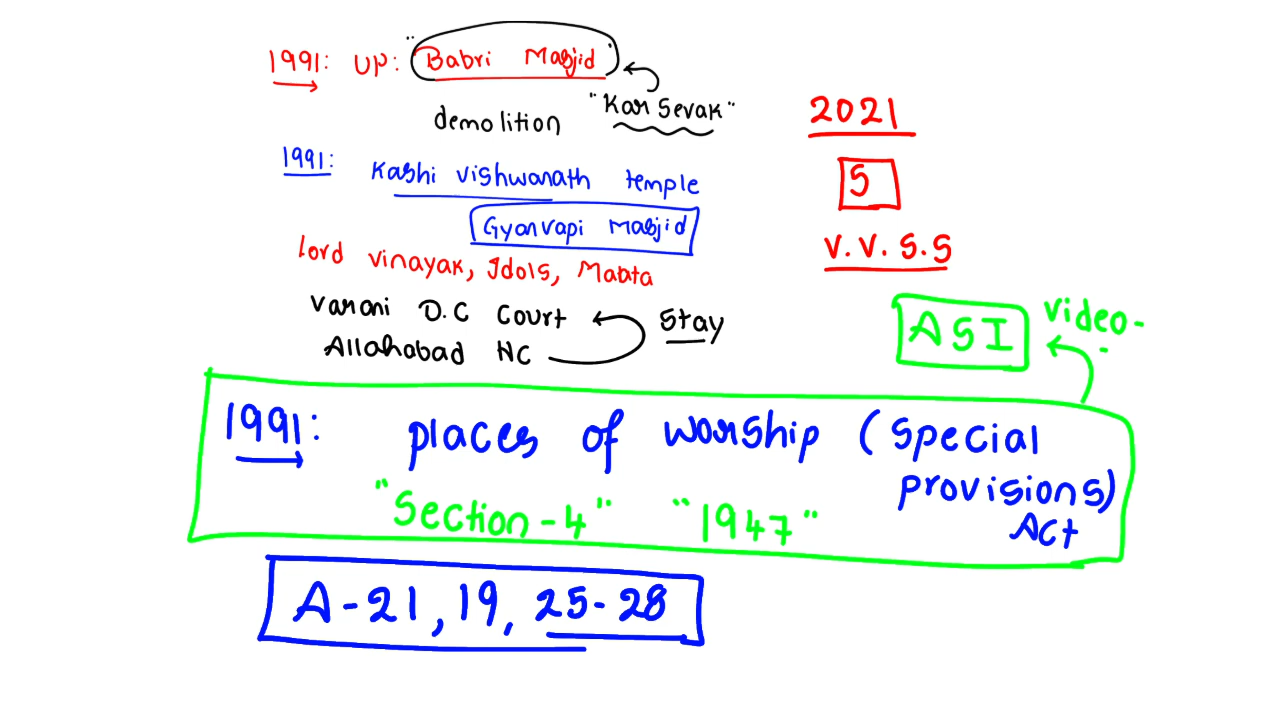 1991: UP: "Babri Masjid"
"Kar Sevak"
demolition
1991: Kashi vishwanath temple
Gyanvapi Masjid
Lord vinayak, Idols, Maata
Varani D.C Court
Stay
Allahabad HC
2021
5
V.V.S.S
ASI
video-
1991: places of worship (special
provisions)
Act
"Section-4" "1947"
A-21, 19, 25-28